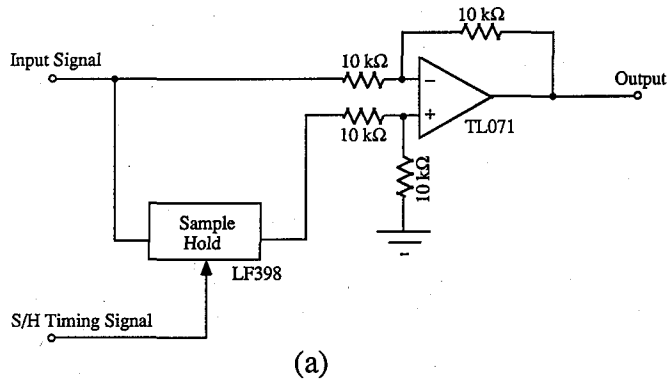 10 kΩ
Input Signal
10 kΩ
−
Output
+
10 kΩ
TL071
10 kΩ
Sample
Hold
LF398
S/H Timing Signal
(a)